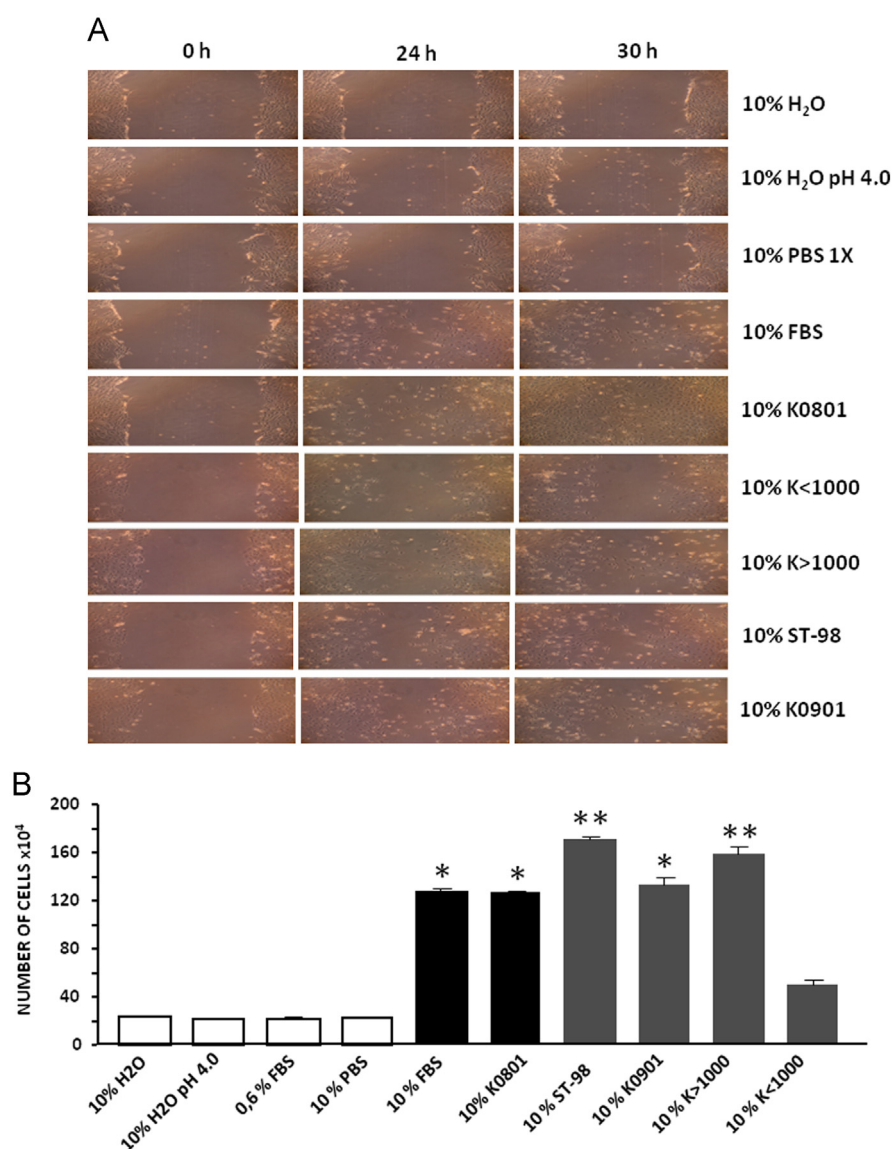 A
0 h 24 h 30 h
10% H₂O
10% H₂O pH 4.0
10% PBS 1X
10% FBS
10% K0801
10% K<1000
10% K>1000
10% ST-98
10% K0901
B
NUMBER OF CELLS x10⁴
200
160
120
80
40
0
* * ** * **
10% H2O
10% H2O pH 4.0
0,6 % FBS
10 % PBS
10 % FBS
10% K0801
10 % ST-98
10 % K0901
10 % K>1000
10 % K<1000